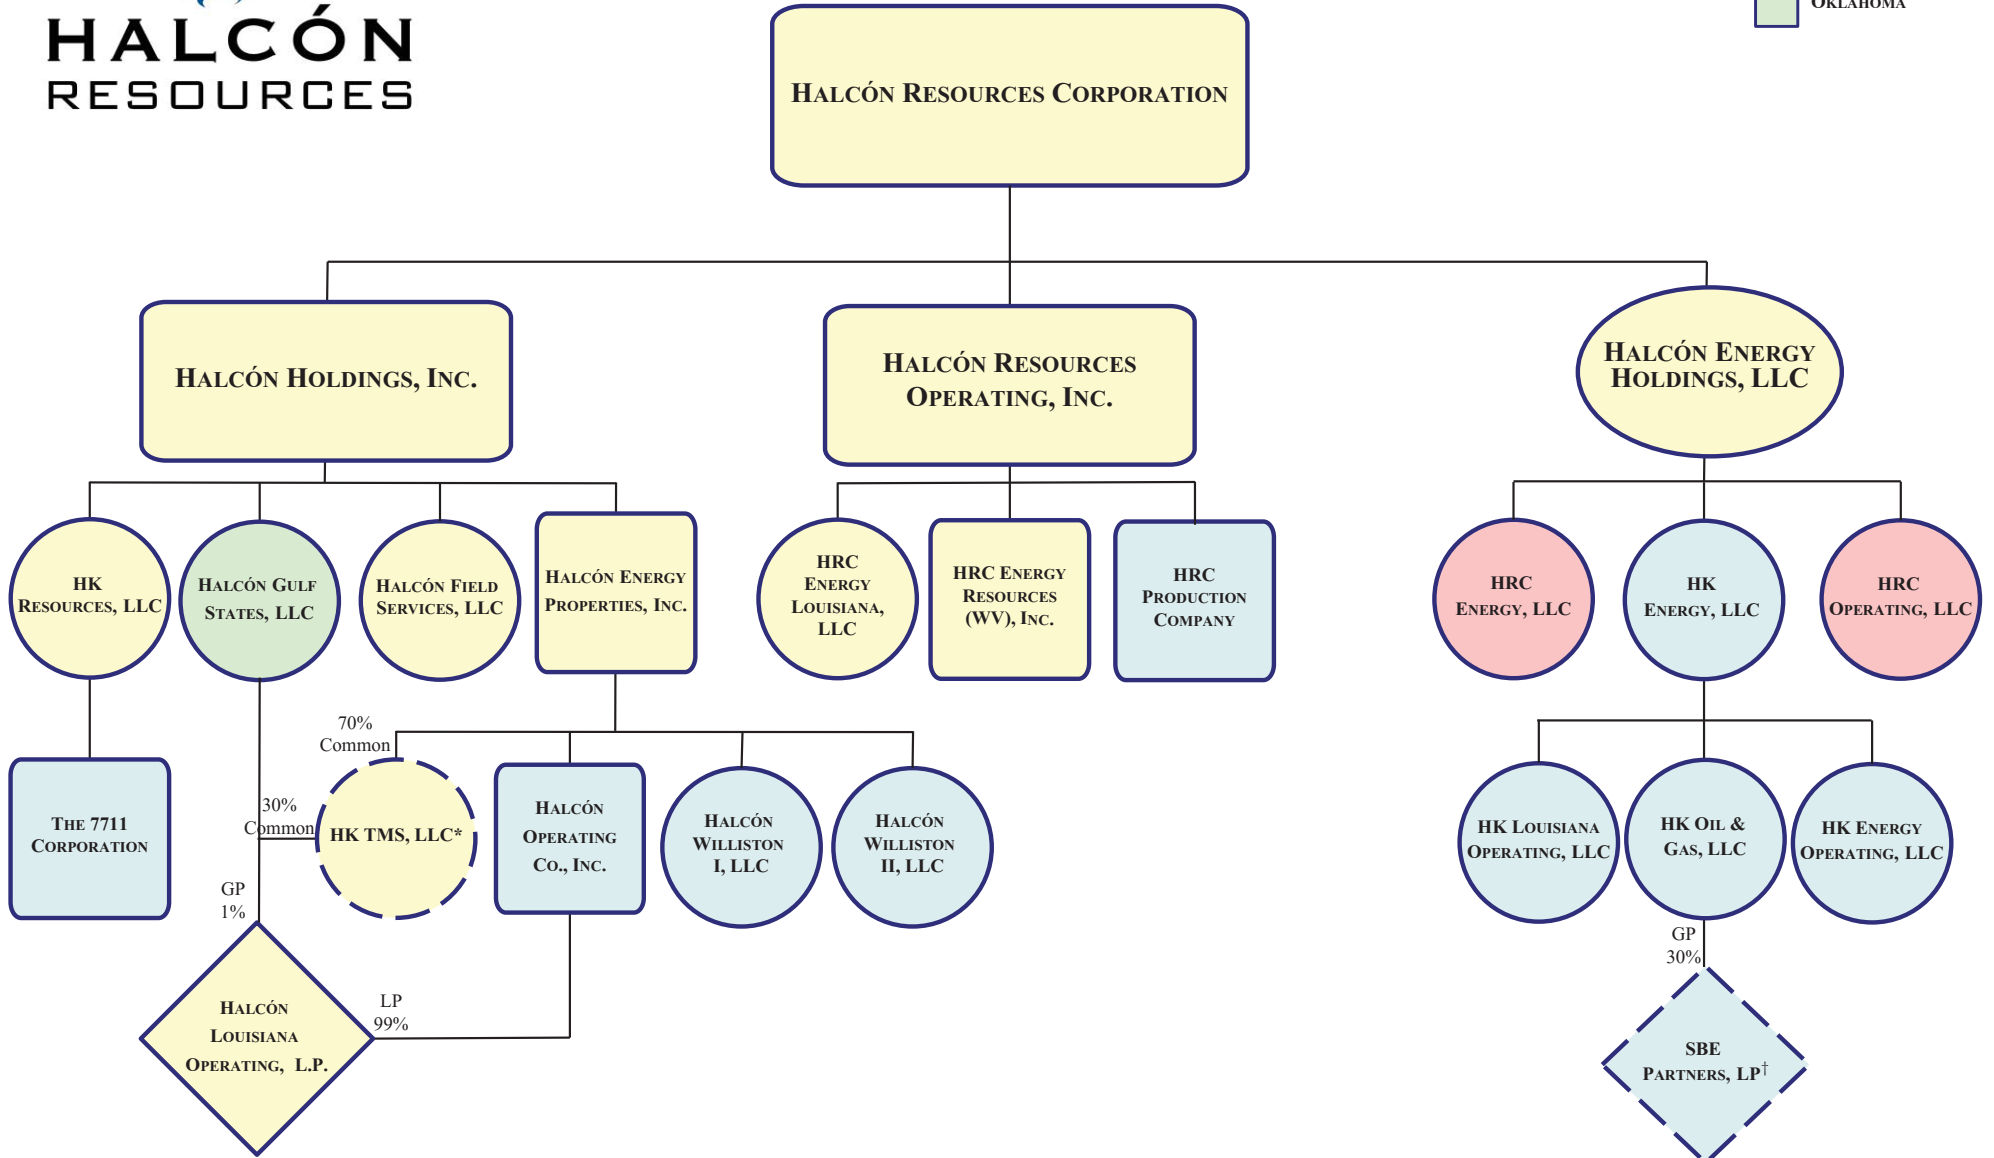 OKLAHOMA
HALCÓN
RESOURCES
HALCÓN RESOURCES CORPORATION
HALCÓN HOLDINGS, INC.
HALCÓN RESOURCES
OPERATING, INC.
HALCÓN ENERGY
HOLDINGS, LLC
HK
RESOURCES, LLC
HALCÓN GULF
STATES, LLC
HALCÓN FIELD
SERVICES, LLC
HALCÓN ENERGY
PROPERTIES, INC.
HRC
ENERGY
LOUISIANA,
LLC
HRC ENERGY
RESOURCES
(WV), INC.
HRC
PRODUCTION
COMPANY
HRC
ENERGY, LLC
HK
ENERGY, LLC
HRC
OPERATING, LLC
70%
Common
30%
Common
THE 7711
CORPORATION
HK TMS, LLC*
HALCÓN
OPERATING
CO., INC.
HALCÓN
WILLISTON
I, LLC
HALCÓN
WILLISTON
II, LLC
HK LOUISIANA
OPERATING, LLC
HK OIL &
GAS, LLC
HK ENERGY
OPERATING, LLC
GP
1%
GP
30%
HALCÓN
LOUISIANA
OPERATING, L.P.
LP
99%
SBE
PARTNERS, LP†